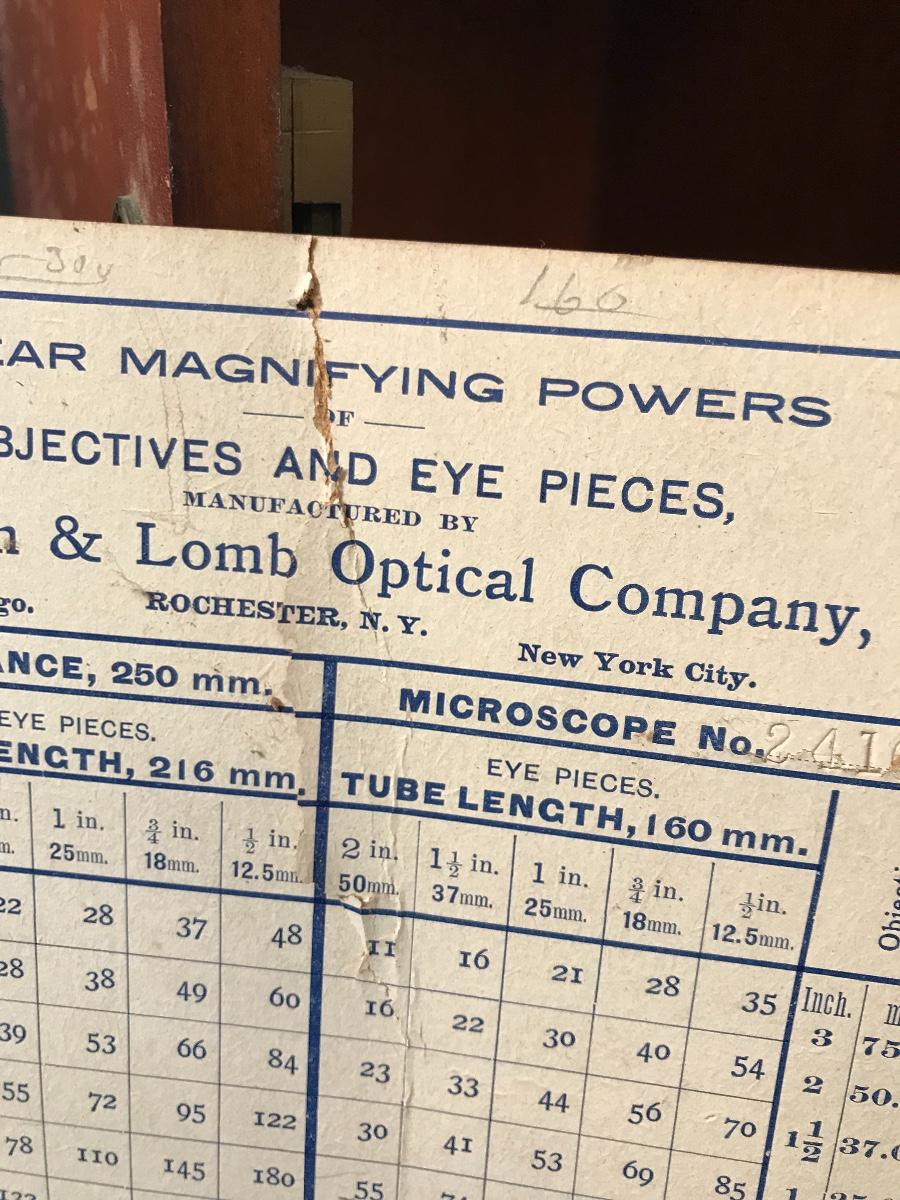 160
EAR MAGNIFYING POWERS
OF
BJECTIVES AND EYE PIECES,
MANUFACTURED BY
& Lomb Optical Company,
go. ROCHESTER, N. Y. New York City.
ANCE, 250 mm. MICROSCOPE No. 241
EYE PIECES. EYE PIECES.
ENGTH, 216 mm. TUBE LENGTH, 160 mm.
n. 1 in. ¾ in. ½ in. 2 in. 1½ in. 1 in. ¾ in. ½ in.
m. 25mm. 18mm. 12.5mm. 50mm. 37mm. 25mm. 18mm. 12.5mm. Object
22 28 37 48 11 16 21 28 35 Inch. m
28 38 49 60 16 22 30 40 54 3 75
39 53 66 84 23 33 44 56 70 2 50.
55 72 95 122 30 41 53 69 85 1½ 37.
78 110 145 180 55